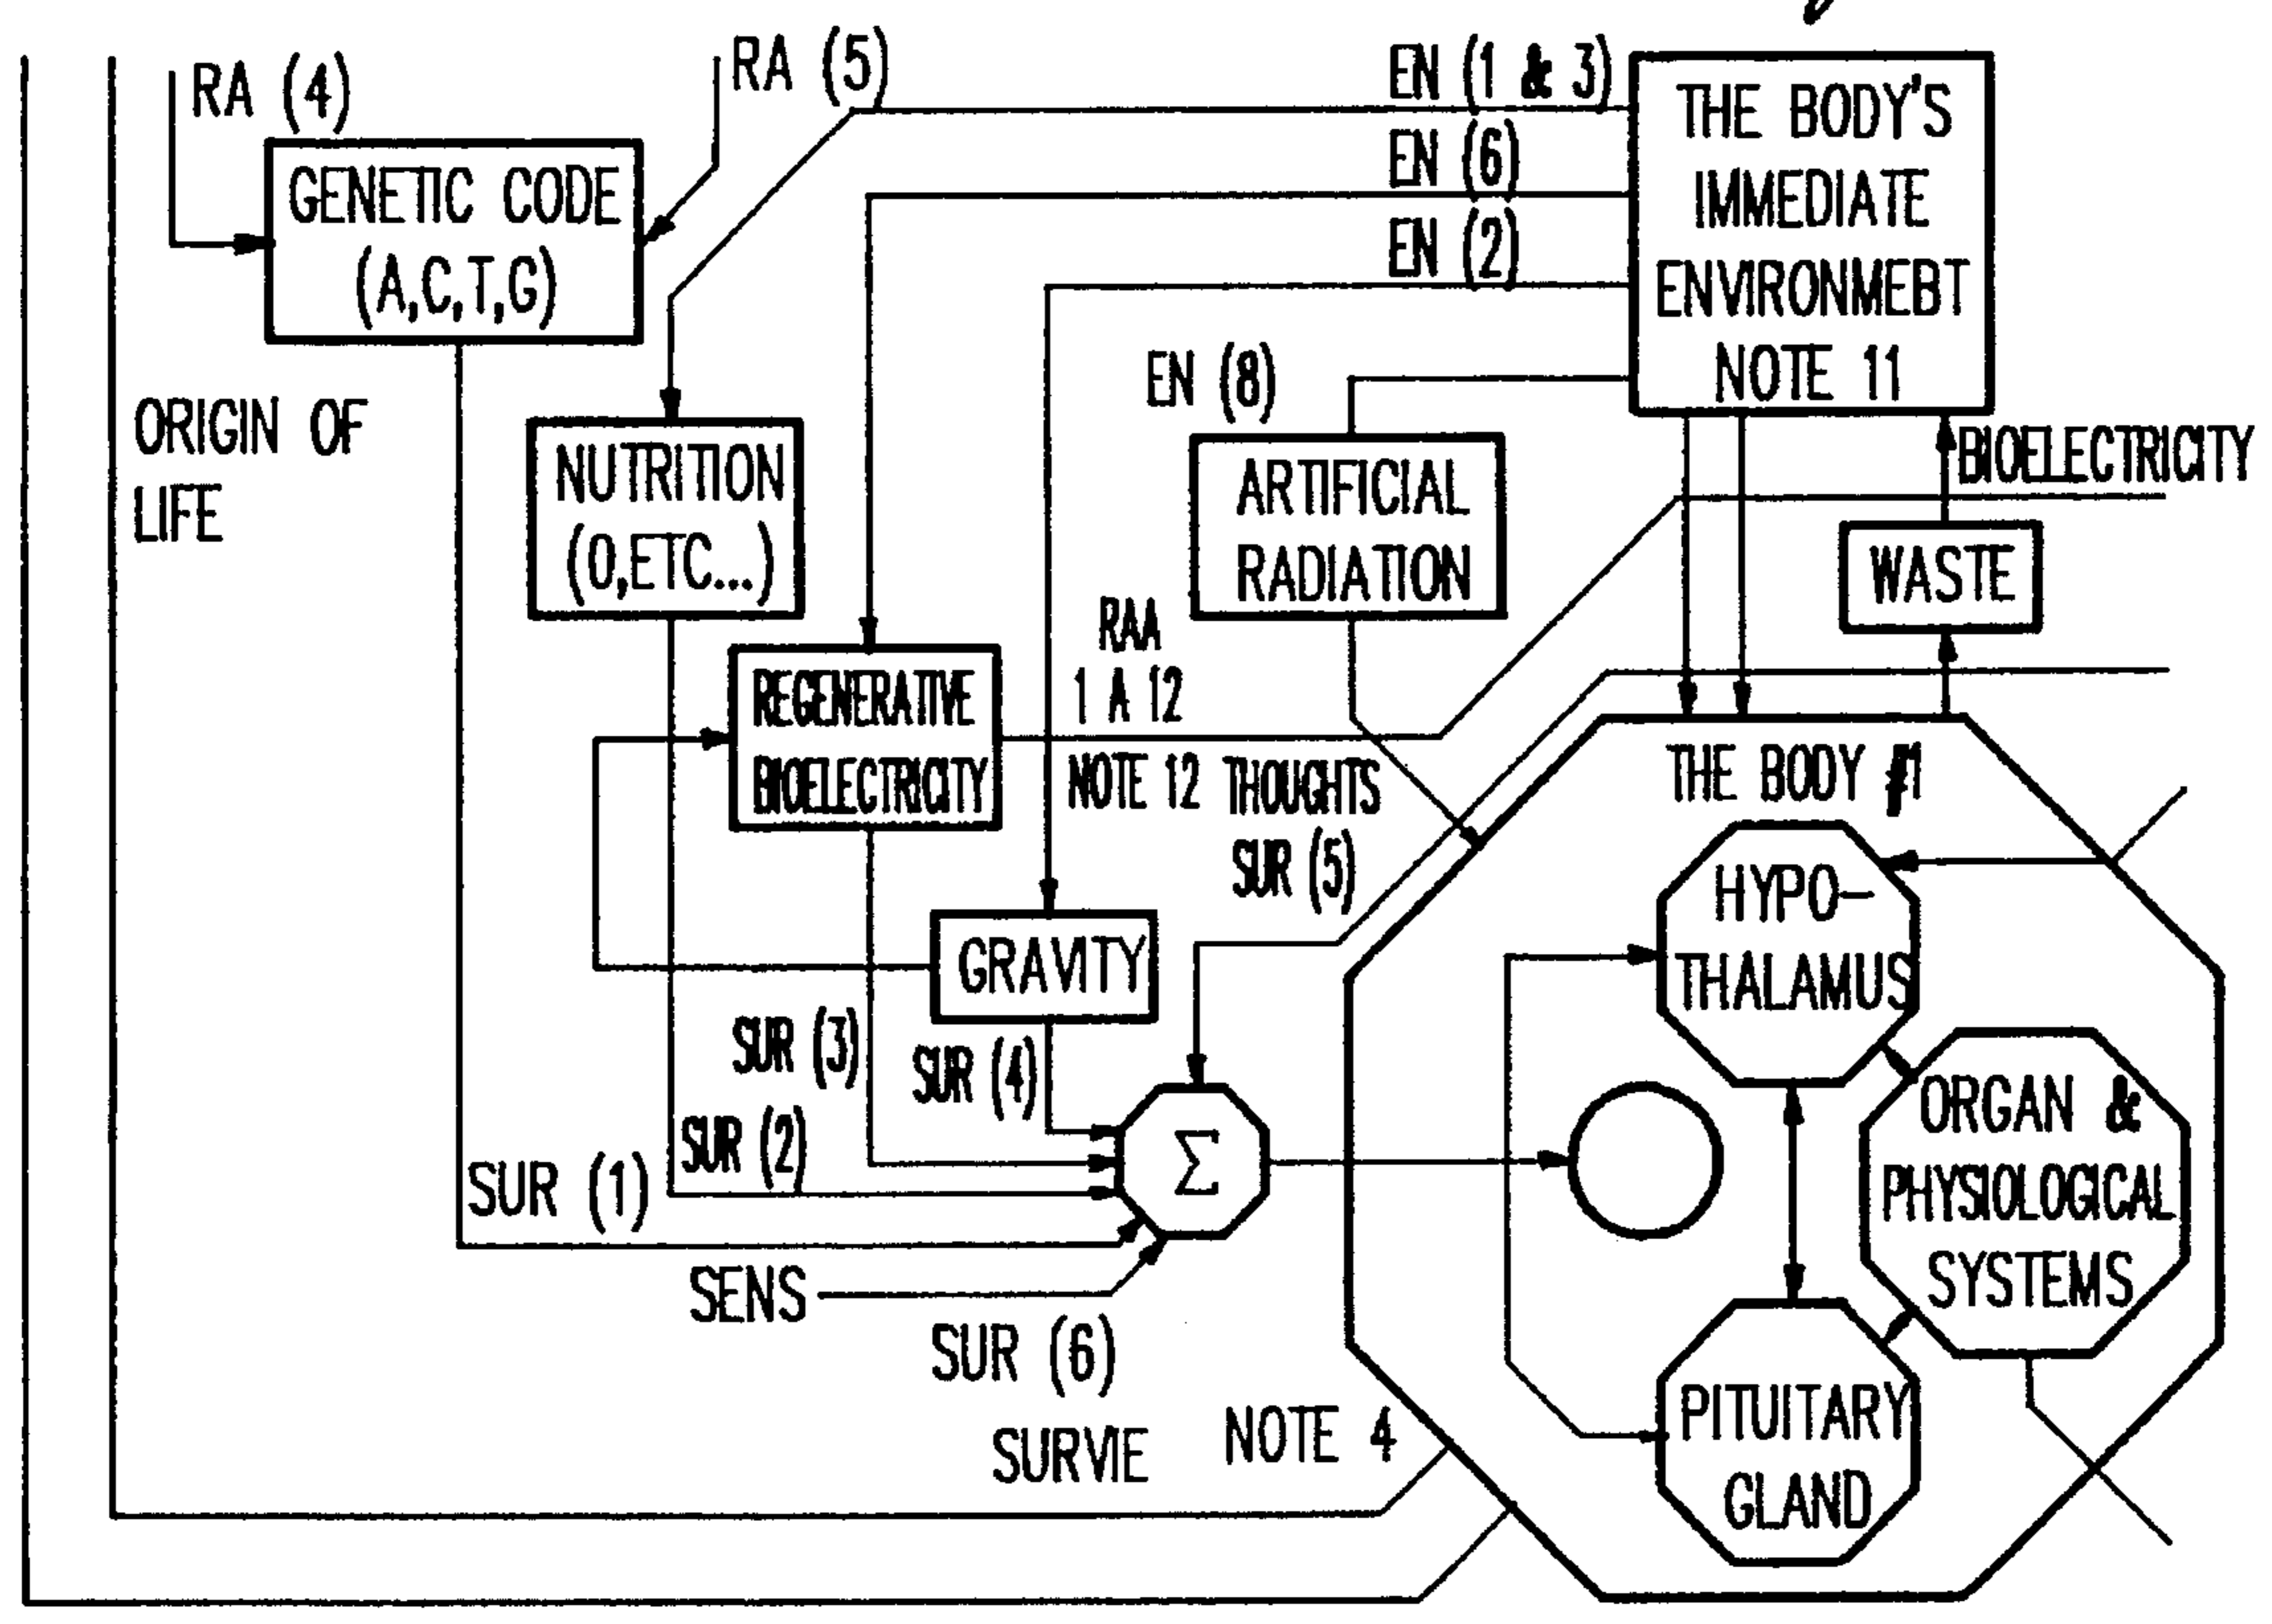 RA (4)
RA (5)
EN (1 & 3)
EN (6)
EN (2)
EN (8)
THE BODY'S
IMMEDIATE
ENVIRONMEBT
NOTE 11
GENETIC CODE
(A,C,T,G)
ORIGIN OF
LIFE
NUTRITION
(O,ETC...)
ARTIFICIAL
RADIATION
BIOELECTRICITY
WASTE
REGENERATIVE
BIOELECTRICITY
RAA
1 A 12
NOTE 12
THOUGHTS
SUR (5)
GRAVITY
SUR (3)
SUR (4)
SUR (2)
SUR (1)
Σ
SENS
SUR (6)
SURVIE
NOTE 4
THE BODY #1
HYPO-
THALAMUS
ORGAN &
PHYSIOLOGICAL
SYSTEMS
PITUITARY
GLAND